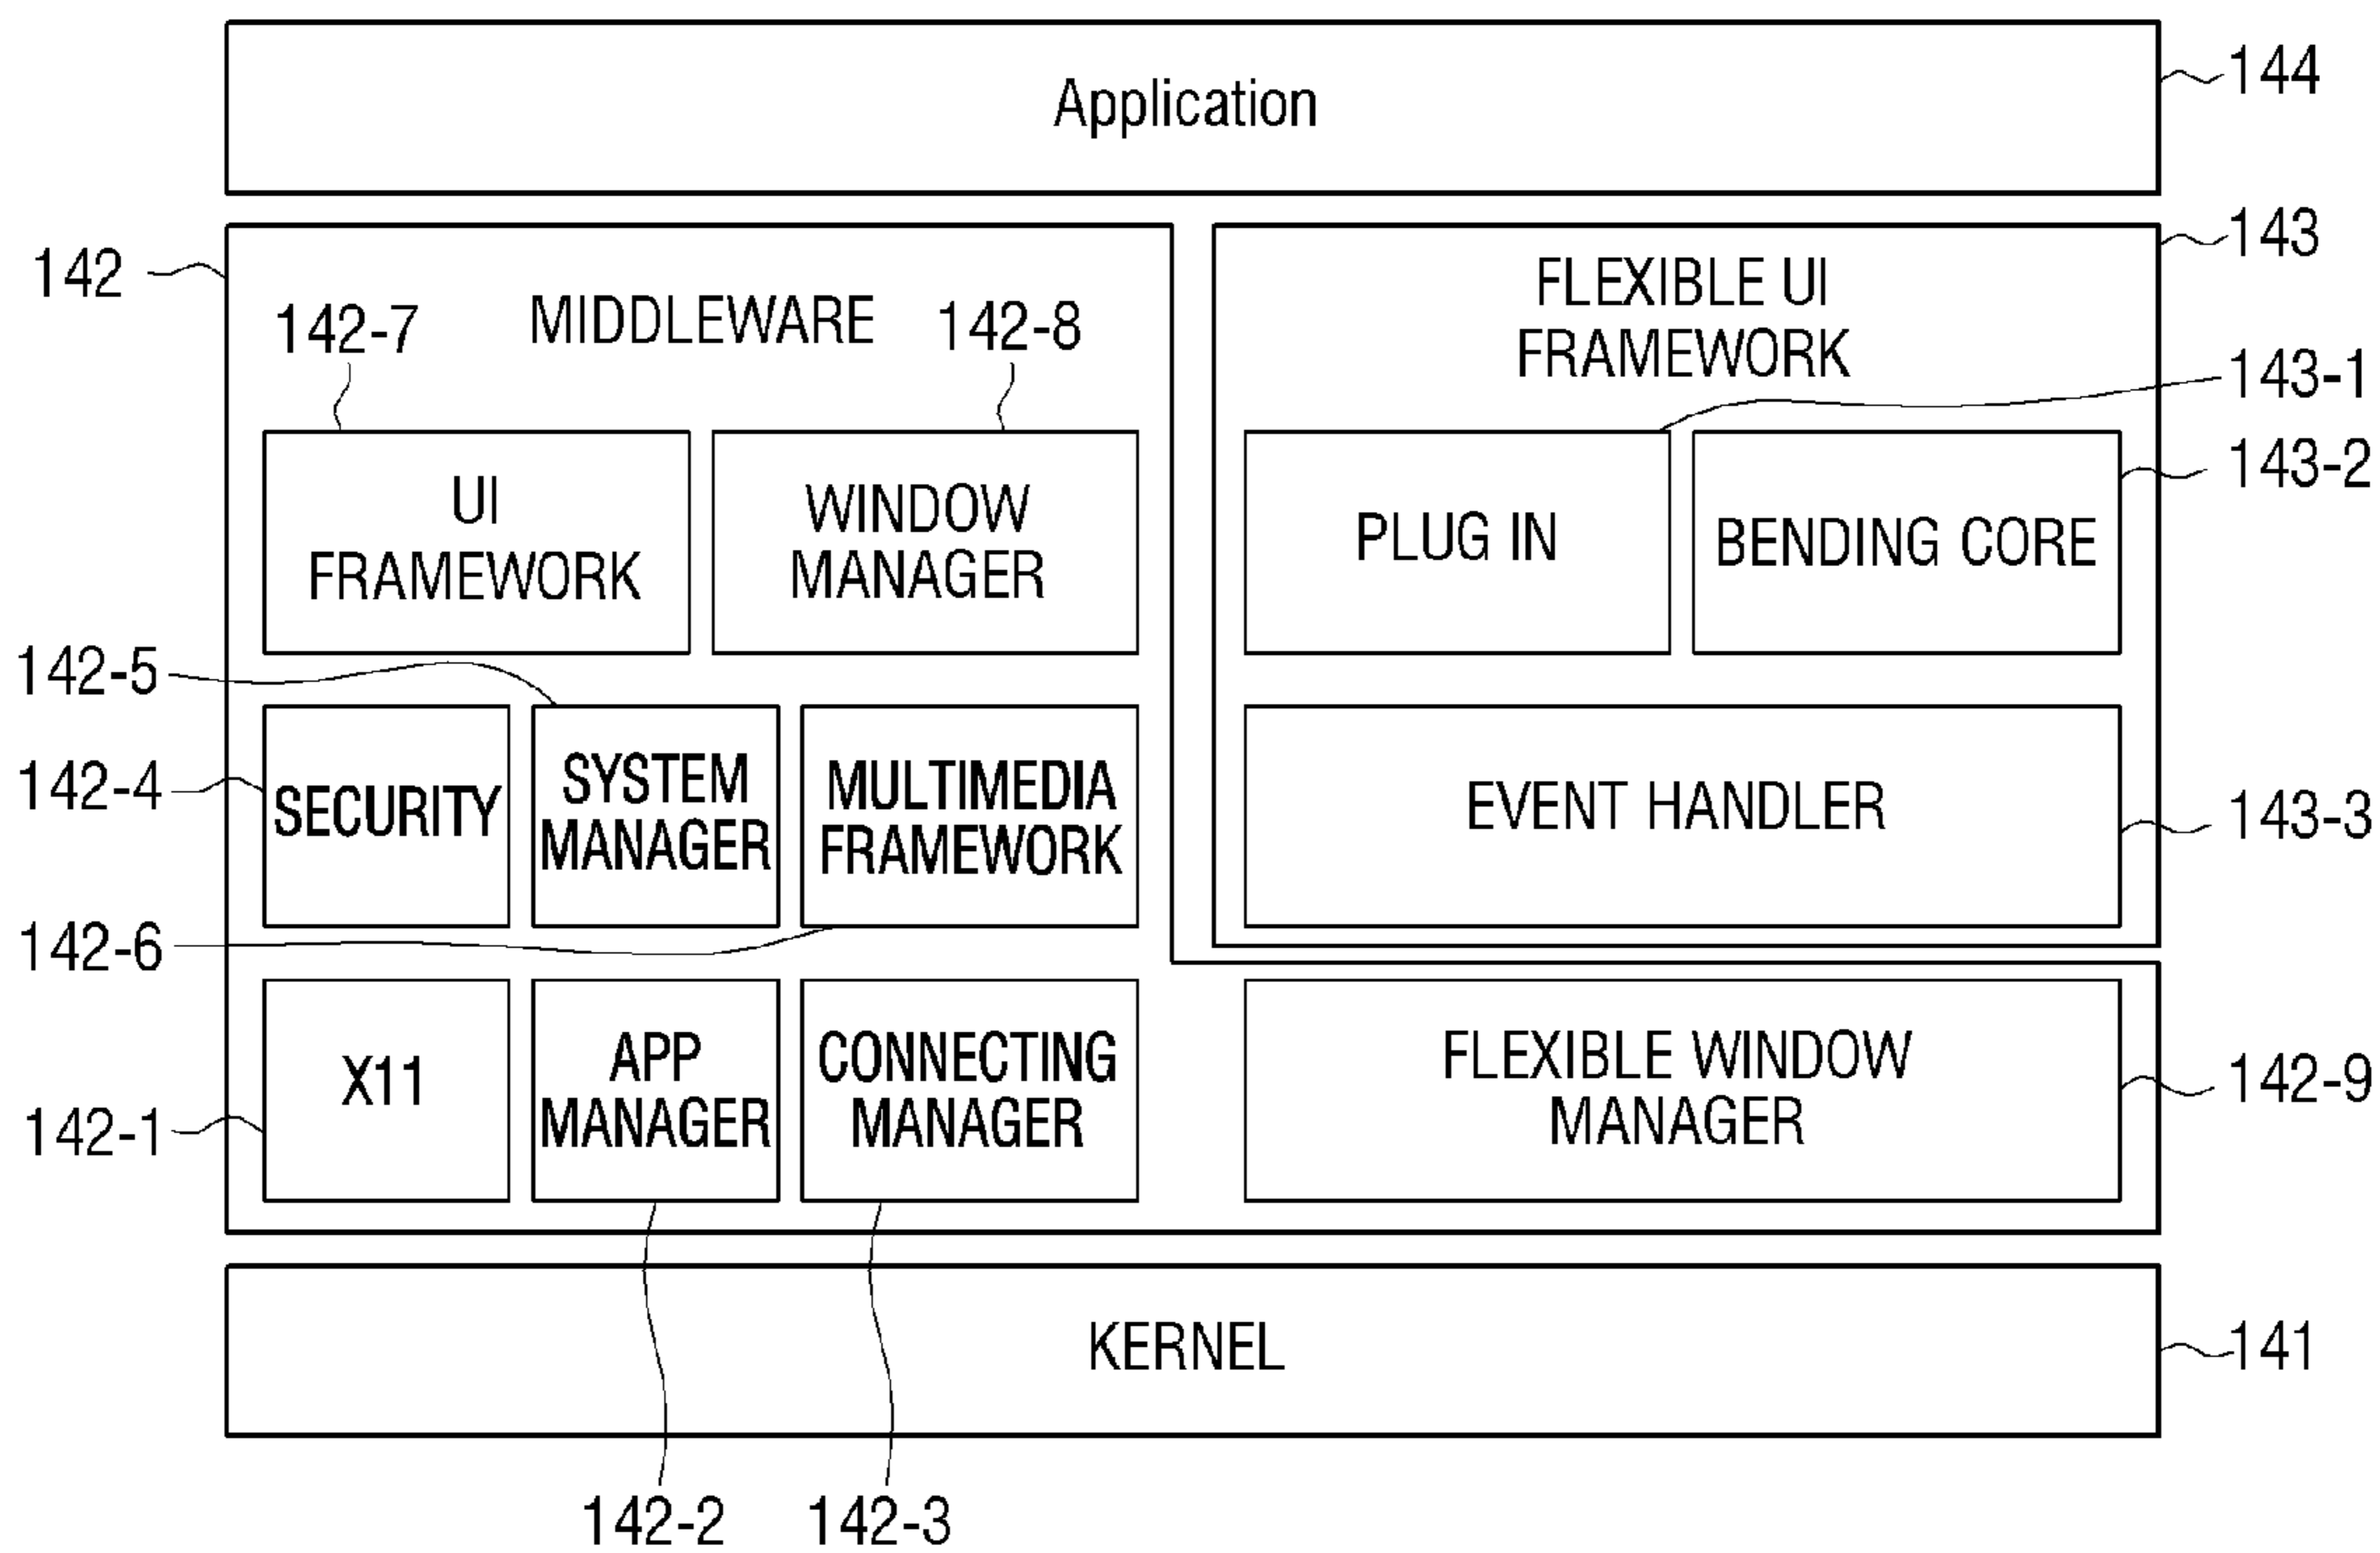 Application
144
142
MIDDLEWARE
142-7
142-8
143
FLEXIBLE UI
FRAMEWORK
143-1
143-2
UI
FRAMEWORK
WINDOW
MANAGER
PLUG IN
BENDING CORE
142-5
142-4
SECURITY
SYSTEM
MANAGER
MULTIMEDIA
FRAMEWORK
EVENT HANDLER
143-3
142-6
X11
APP
MANAGER
CONNECTING
MANAGER
FLEXIBLE WINDOW
MANAGER
142-9
142-1
KERNEL
141
142-2
142-3